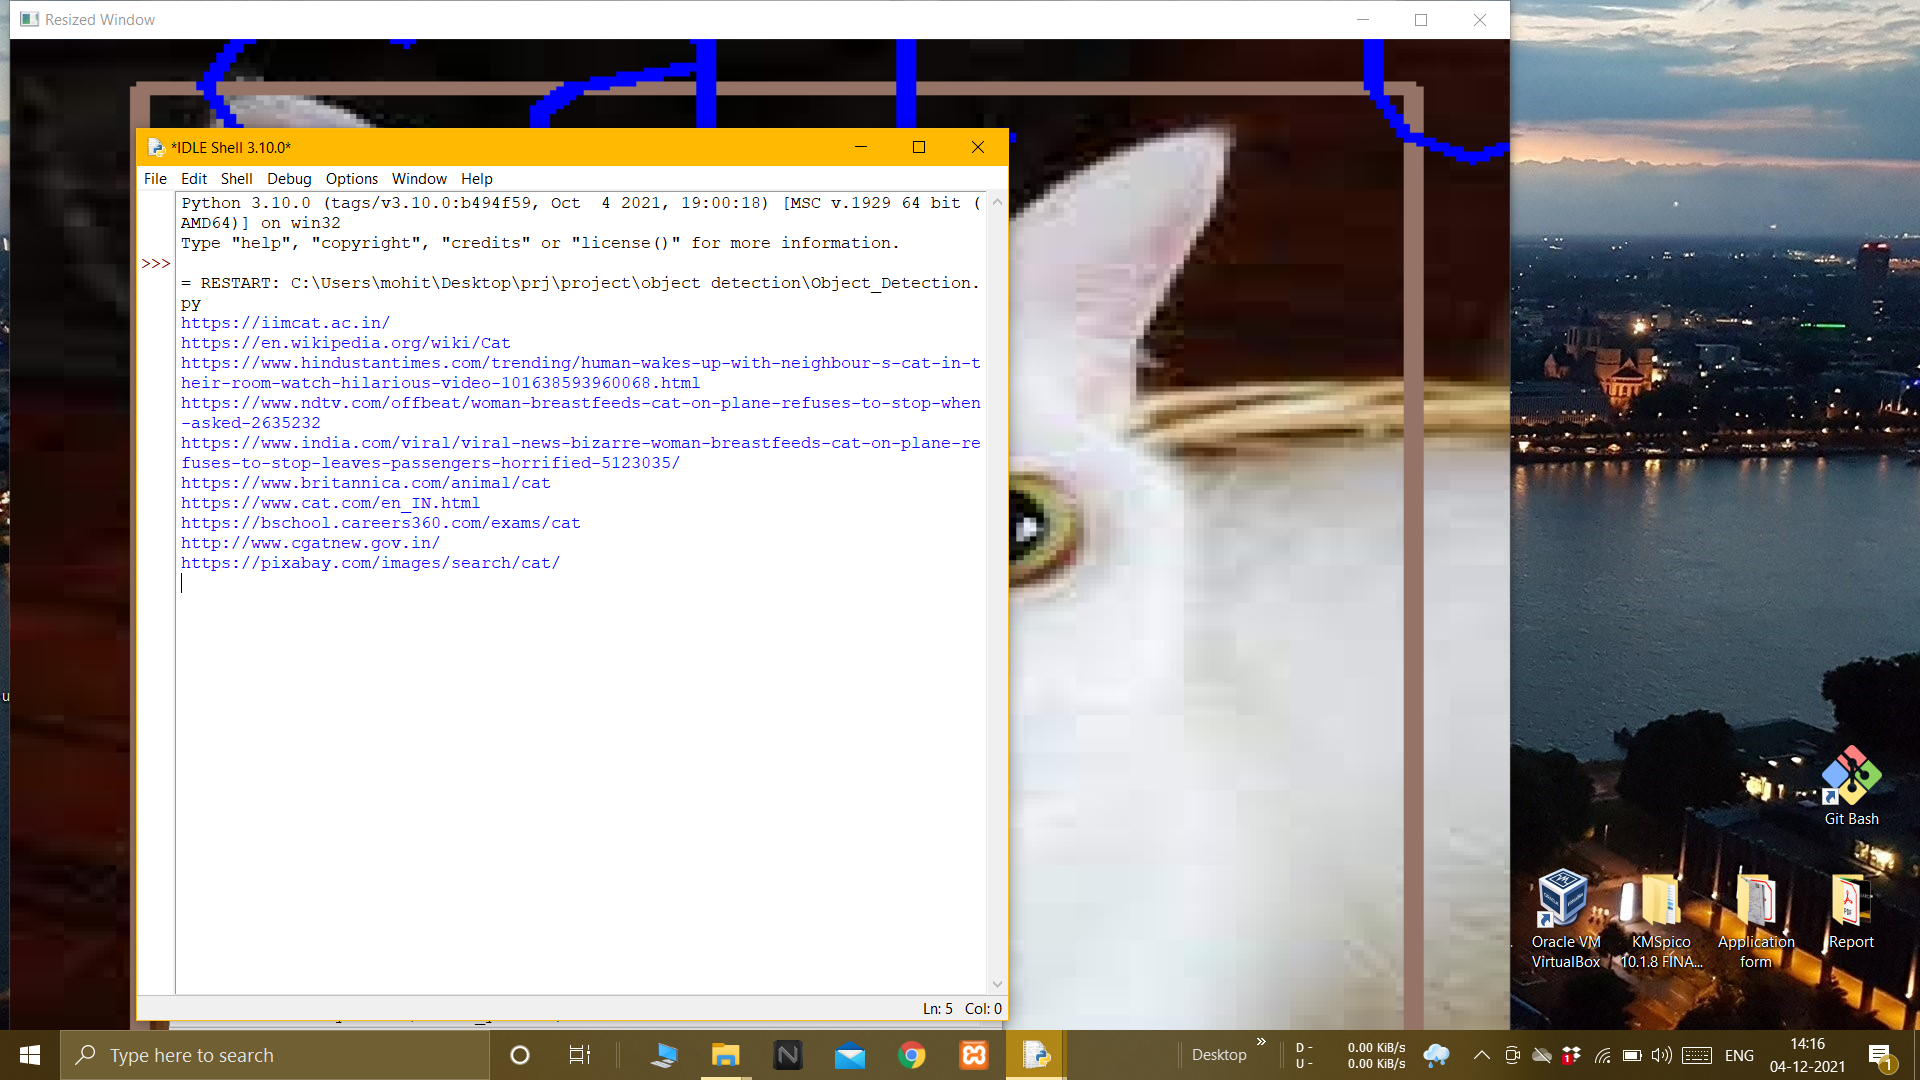 Resized Window
*IDLE Shell 3.10.0*
File Edit Shell Debug Options Window Help
Python 3.10.0 (tags/v3.10.0:b494f59, Oct  4 2021, 19:00:18) [MSC v.1929 64 bit (
AMD64)] on win32
Type "help", "copyright", "credits" or "license()" for more information.
>>>
= RESTART: C:\Users\mohit\Desktop\prj\project\object detection\Object_Detection.
py
https://iimcat.ac.in/
https://en.wikipedia.org/wiki/Cat
https://www.hindustantimes.com/trending/human-wakes-up-with-neighbour-s-cat-in-t
heir-room-watch-hilarious-video-101638593960068.html
https://www.ndtv.com/offbeat/woman-breastfeeds-cat-on-plane-refuses-to-stop-when
-asked-2635232
https://www.india.com/viral/viral-news-bizarre-woman-breastfeeds-cat-on-plane-re
fuses-to-stop-leaves-passengers-horrified-5123035/
https://www.britannica.com/animal/cat
https://www.cat.com/en_IN.html
https://bschool.careers360.com/exams/cat
http://www.cgatnew.gov.in/
https://pixabay.com/images/search/cat/
Ln: 5 Col: 0
u
Git Bash
Oracle VM
VirtualBox
KMSpico
10.1.8 FINA...
Application
form
Report
PDF
Type here to search
Desktop
»
D - 0.00 KiB/s
U - 0.00 KiB/s
1
ENG
14:16
04-12-2021
1